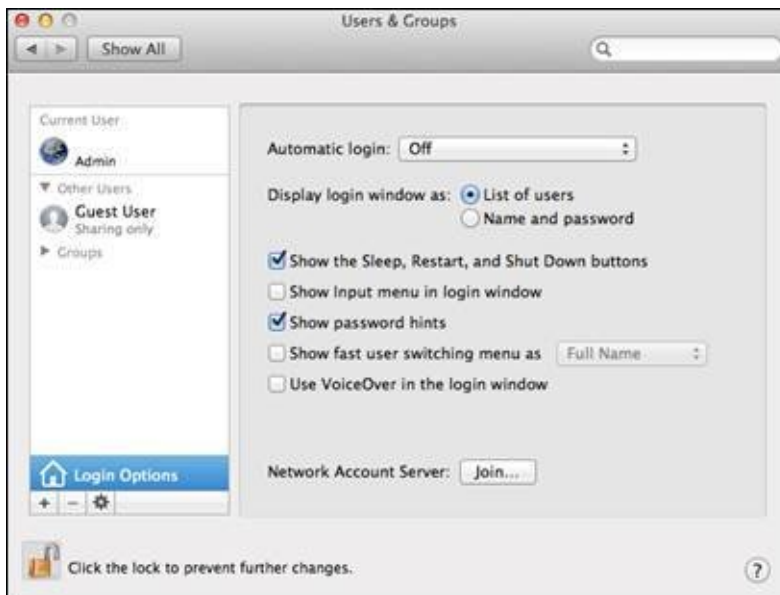 Users & Groups
Show All
Current User
Admin
Other Users
Guest User
Sharing only
Groups
Login Options
+ −
Automatic login: Off
Display login window as: List of users
Name and password
Show the Sleep, Restart, and Shut Down buttons
Show Input menu in login window
Show password hints
Show fast user switching menu as Full Name
Use VoiceOver in the login window
Network Account Server: Join...
Click the lock to prevent further changes.
?